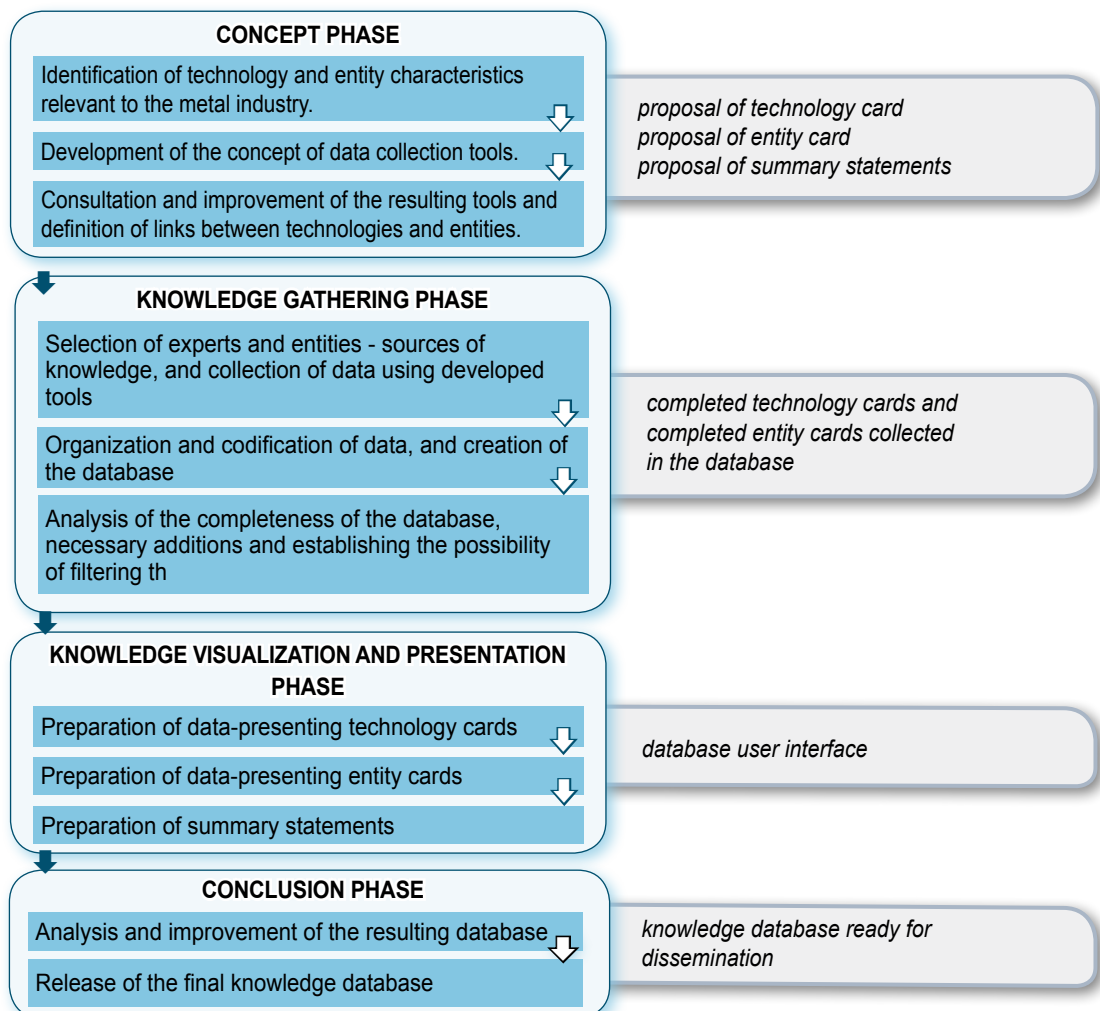 CONCEPT PHASE
Identification of technology and entity characteristics
relevant to the metal industry.
Development of the concept of data collection tools.
Consultation and improvement of the resulting tools and
definition of links between technologies and entities.
proposal of technology card
proposal of entity card
proposal of summary statements
KNOWLEDGE GATHERING PHASE
Selection of experts and entities - sources of
knowledge, and collection of data using developed
tools
Organization and codification of data, and creation of
the database
Analysis of the completeness of the database,
necessary additions and establishing the possibility
of filtering th
completed technology cards and
completed entity cards collected
in the database
KNOWLEDGE VISUALIZATION AND PRESENTATION
PHASE
Preparation of data-presenting technology cards
Preparation of data-presenting entity cards
Preparation of summary statements
database user interface
CONCLUSION PHASE
Analysis and improvement of the resulting database
Release of the final knowledge database
knowledge database ready for
dissemination